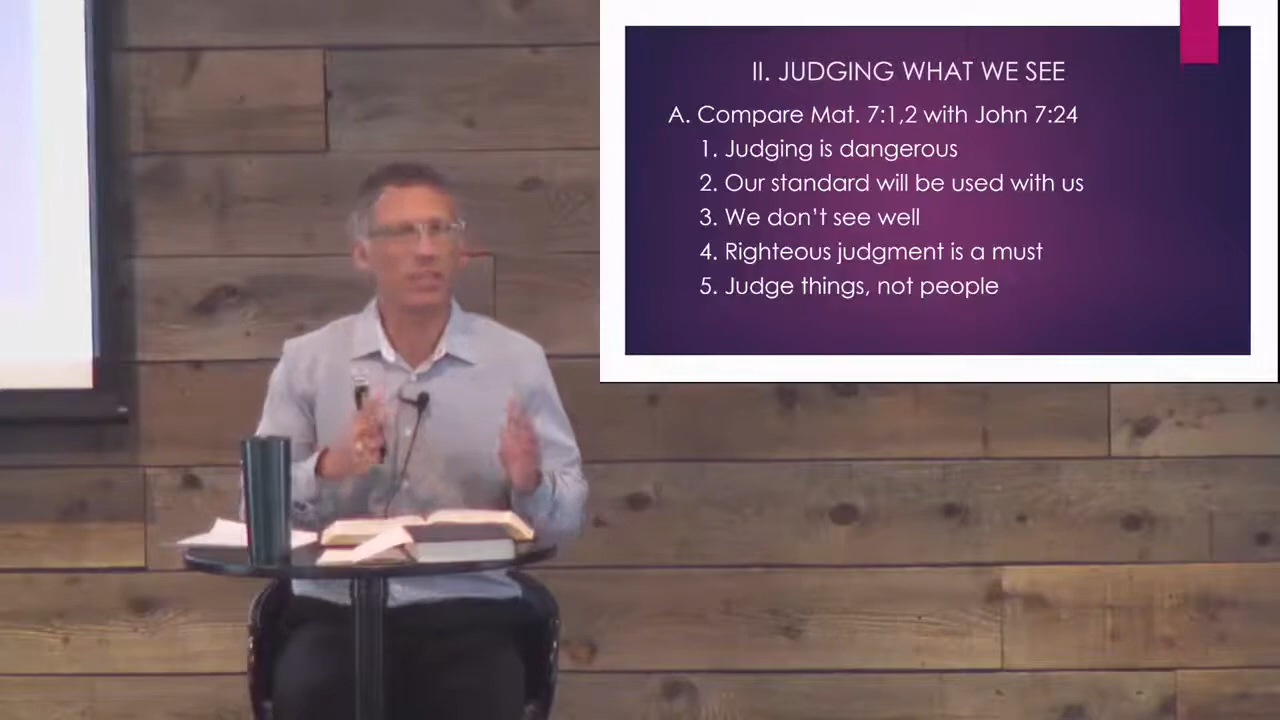 II. JUDGING WHAT WE SEE
A. Compare Mat. 7:1,2 with John 7:24
1. Judging is dangerous
2. Our standard will be used with us
3. We don't see well
4. Righteous judgment is a must
5. Judge things, not people